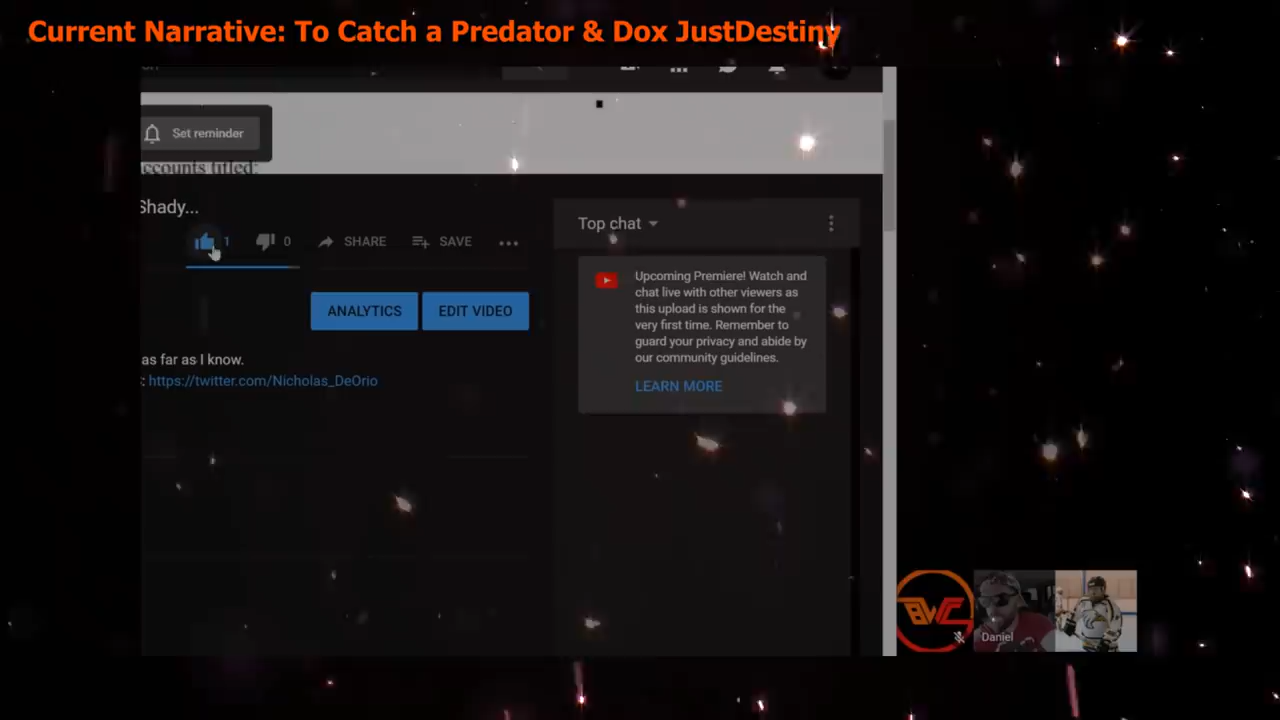 Current Narrative: To Catch a Predator & Dox JustDestiny
Set reminder
ccounts titled:
Shady...
1
0
SHARE
SAVE
Top chat
Upcoming Premiere! Watch and
chat live with other viewers as
this upload is shown for the
very first time. Remember to
guard your privacy and abide by
our community guidelines.
LEARN MORE
ANALYTICS
EDIT VIDEO
as far as I know.
: https://twitter.com/Nicholas_DeOrio
Daniel